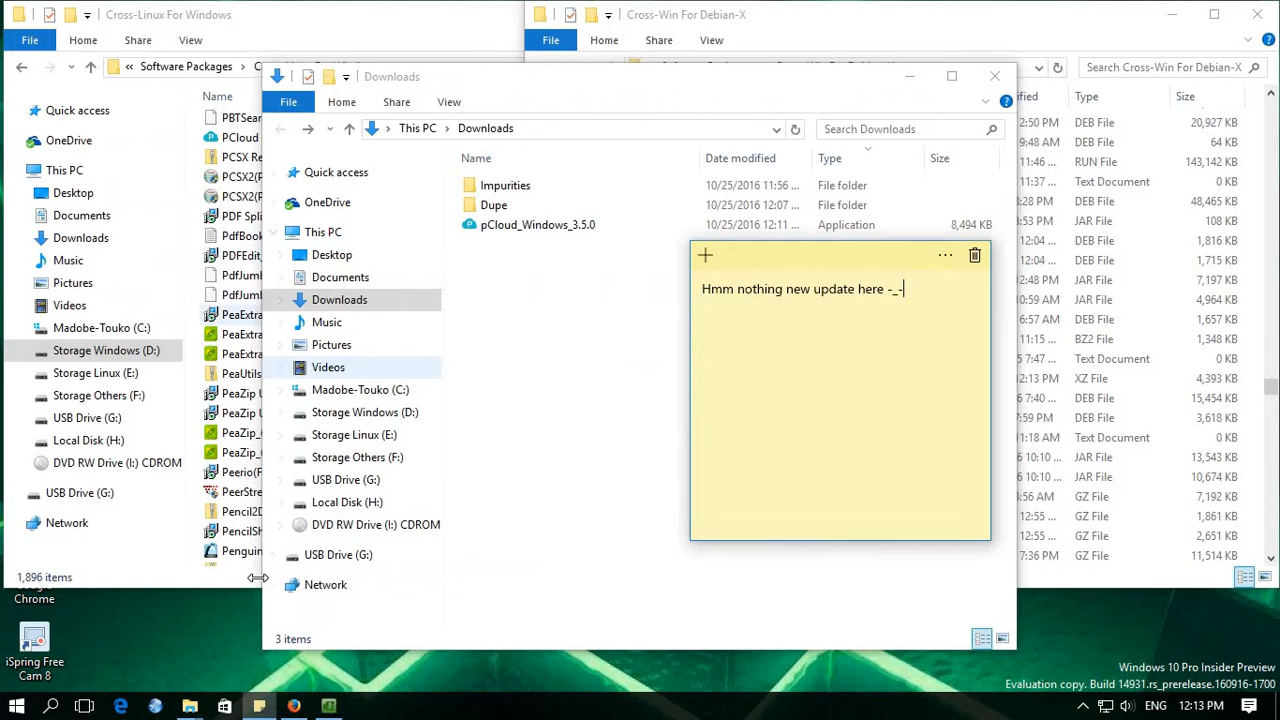 Cross-Linux For Windows
File Home Share View
Software Packages
Quick access
OneDrive
This PC
Desktop
Documents
Downloads
Music
Pictures
Videos
Madobe-Touko (C:)
Storage Windows (D:)
Storage Linux (E:)
Storage Others (F:)
USB Drive (G:)
Local Disk (H:)
DVD RW Drive (I:) CDROM
USB Drive (G:)
Network
Name
PBTSear
PCloud
PCSX Re
PCSX2(P
PCSX2(P
PDF Spli
PdfBook
PDFEdit
PdfJumb
PdfJumb
PeaExtra
PeaExtra
PeaExtra
PeaUtils
PeaZip U
PeaZip U
PeaZip_
PeaZip_
Peerio(F
PeerStre
Pencil2D
PencilSh
Penguin
1,896 items
Cross-Win For Debian-X
File Home Share View
Search Cross-Win For Debian-X
ified Type Size
2:50 PM DEB File 20,927 KB
9:48 AM DEB File 64 KB
11:46 ... RUN File 143,142 KB
11:37 ... Text Document 0 KB
3:28 PM DEB File 48,465 KB
3:53 PM JAR File 108 KB
DEB File 1,816 KB
DEB File 2,042 KB
2:48 PM JAR File 7,197 KB
JAR File 4,964 KB
6:57 AM DEB File 1,657 KB
11:15 ... BZ2 File 1,348 KB
5 7:47 ... Text Document 0 KB
12:13 PM XZ File 4,393 KB
6 7:40 ... DEB File 15,454 KB
7:59 PM DEB File 3,618 KB
Text Document 0 KB
6 10:10 ... JAR File 13,543 KB
6 10:10 ... JAR File 10,674 KB
3:56 AM GZ File 7,192 KB
12:55 ... GZ File 1,861 KB
12:55 ... GZ File 2,651 KB
7:36 PM GZ File 11,514 KB
Downloads
File Home Share View
This PC Downloads
Search Downloads
Quick access
OneDrive
This PC
Desktop
Documents
Downloads
Music
Pictures
Videos
Madobe-Touko (C:)
Storage Windows (D:)
Storage Linux (E:)
Storage Others (F:)
USB Drive (G:)
Local Disk (H:)
DVD RW Drive (I:) CDROM
USB Drive (G:)
Network
Name Date modified Type Size
Impurities 10/25/2016 11:56 ... File folder
Dupe 10/25/2016 12:07 ... File folder
pCloud_Windows_3.5.0 10/25/2016 12:11 ... Application 8,494 KB
3 items
Hmm nothing new update here -_-
Chrome
iSpring Free
Cam 8
Windows 10 Pro Insider Preview
Evaluation copy. Build 14931.rs_prerelease.160916-1700
ENG 12:13 PM